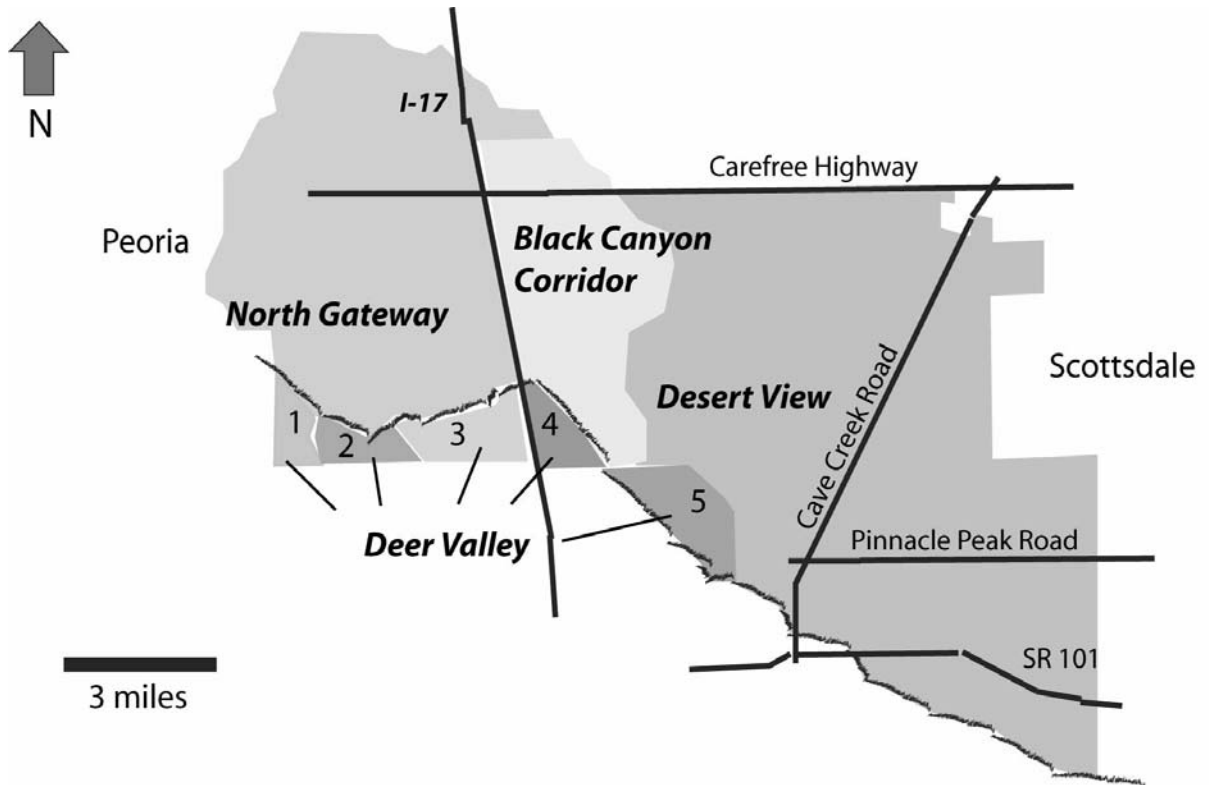 N
I-17
Carefree Highway
Peoria
Black Canyon
Corridor
North Gateway
Scottsdale
Cave Creek Road
Desert View
1
2
3
4
5
Deer Valley
Pinnacle Peak Road
SR 101
3 miles